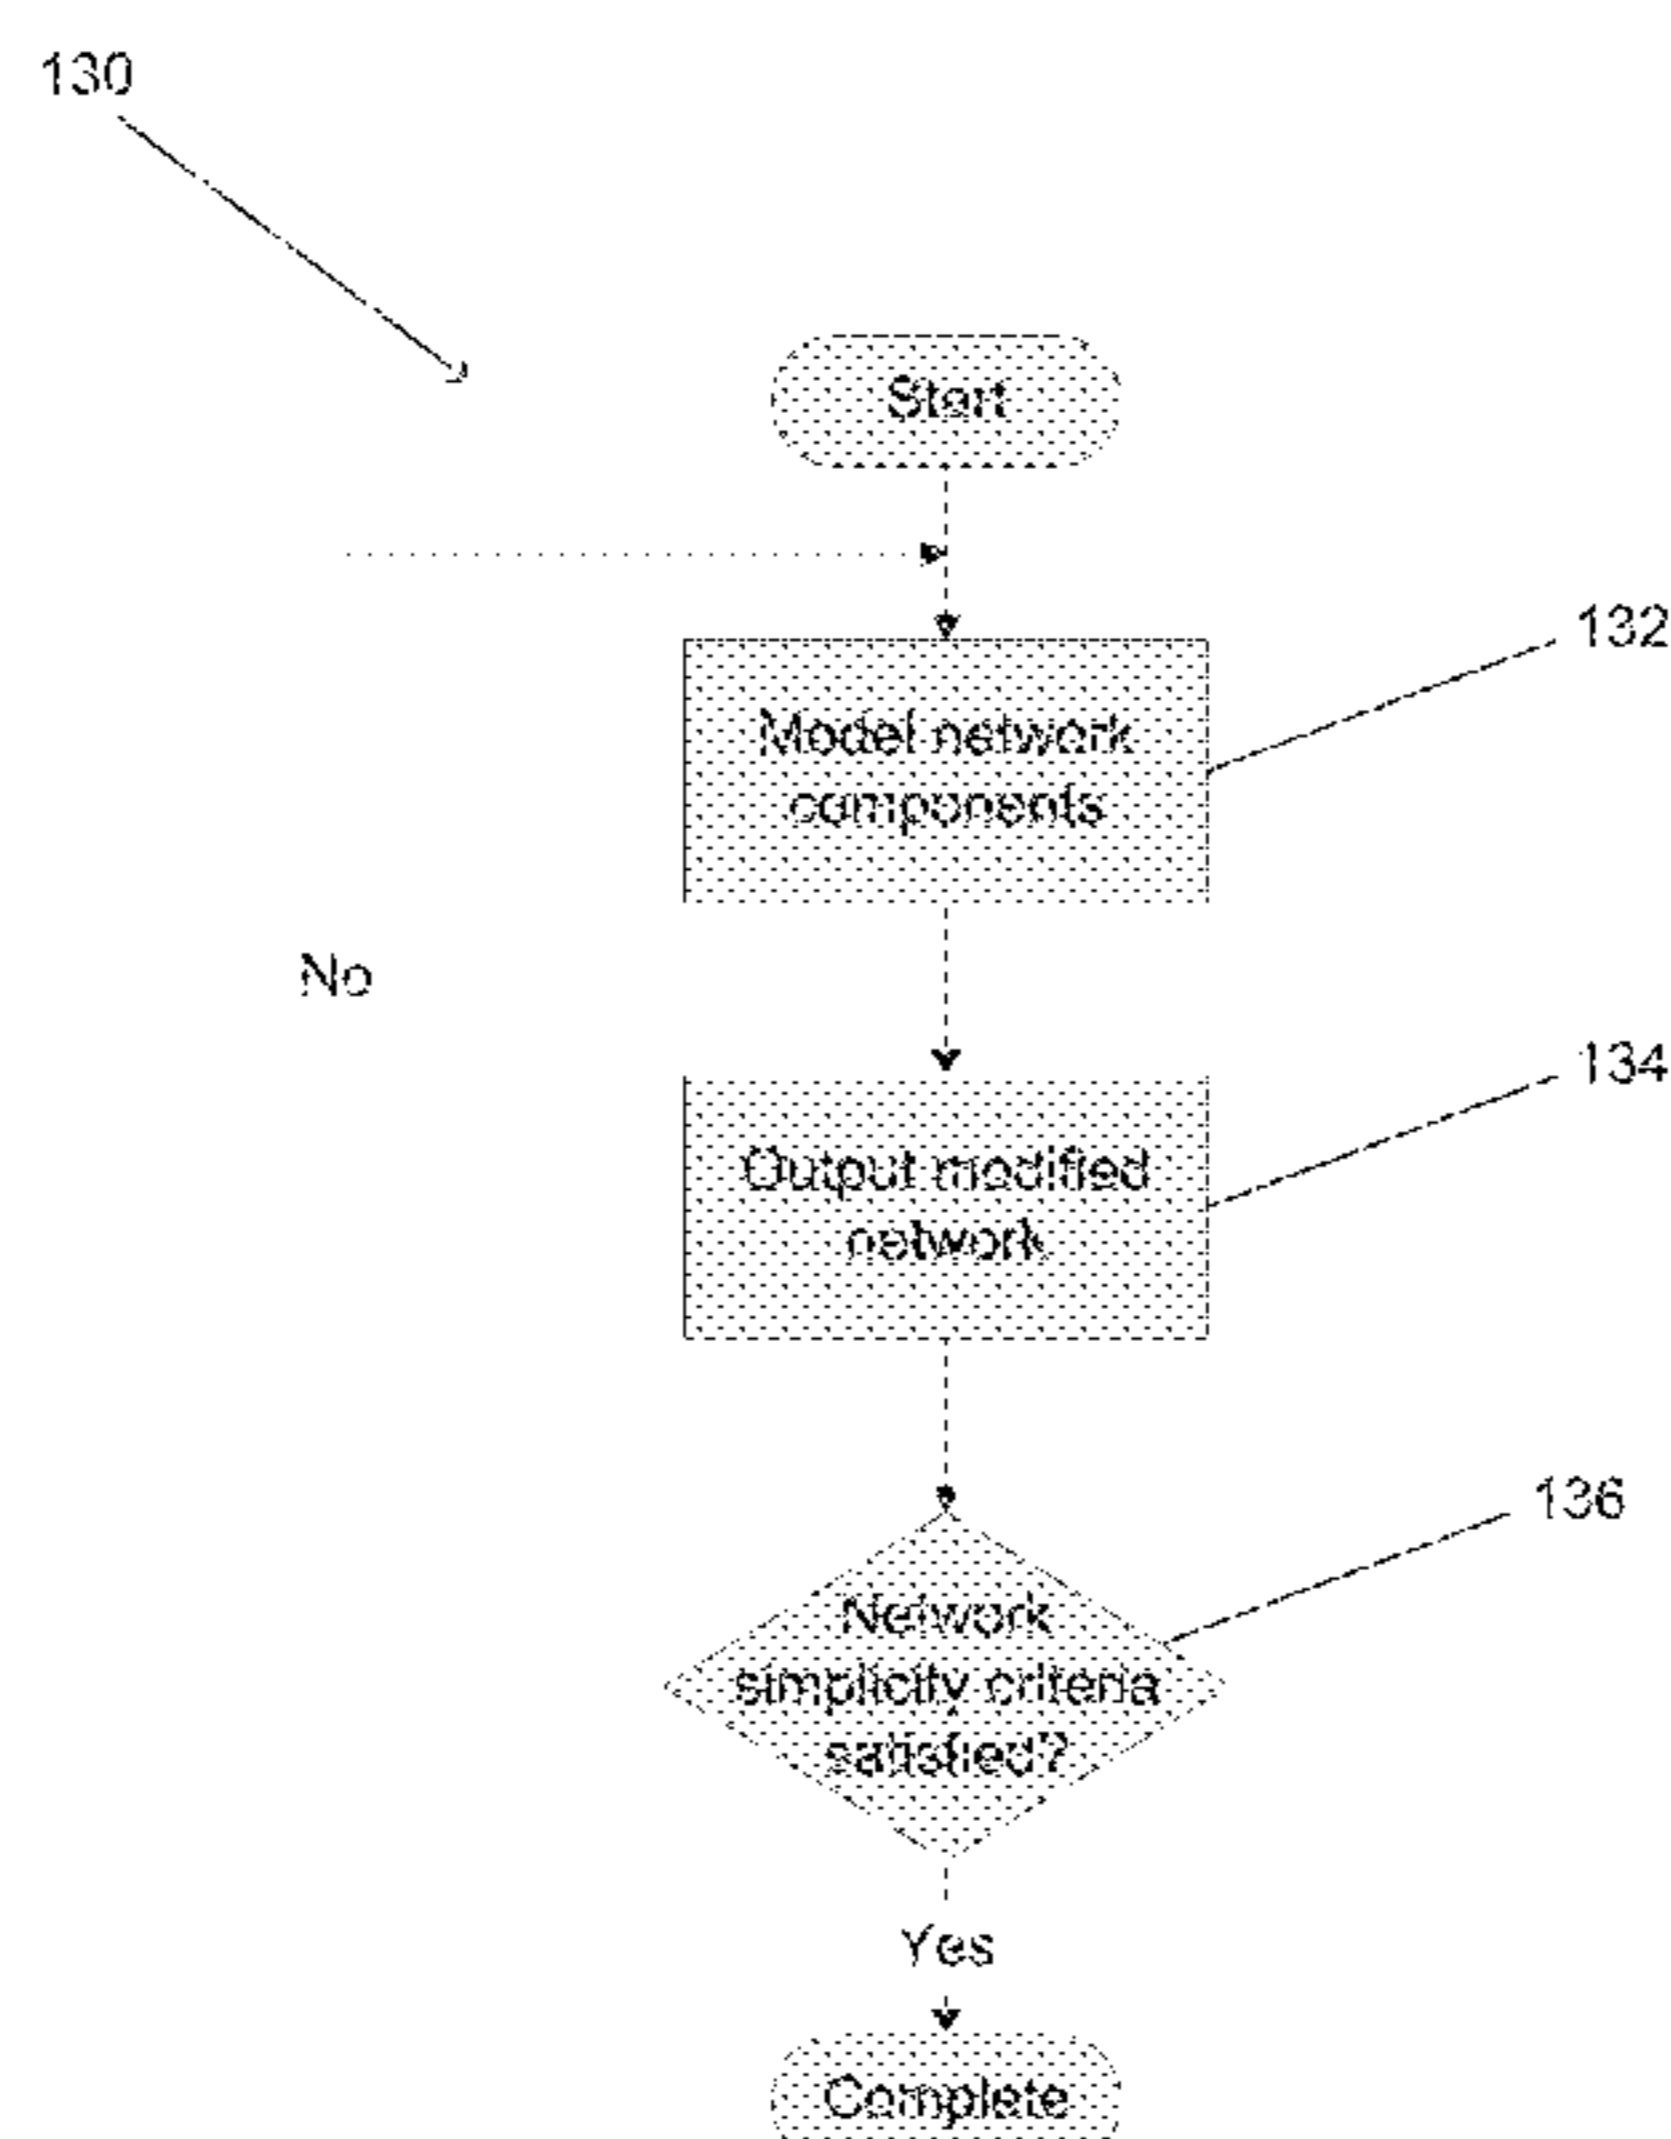 130
Start
132
Model network
components
No
134
Output modified
network
136
Network
simplicity criteria
satisfied?
Yes
Complete